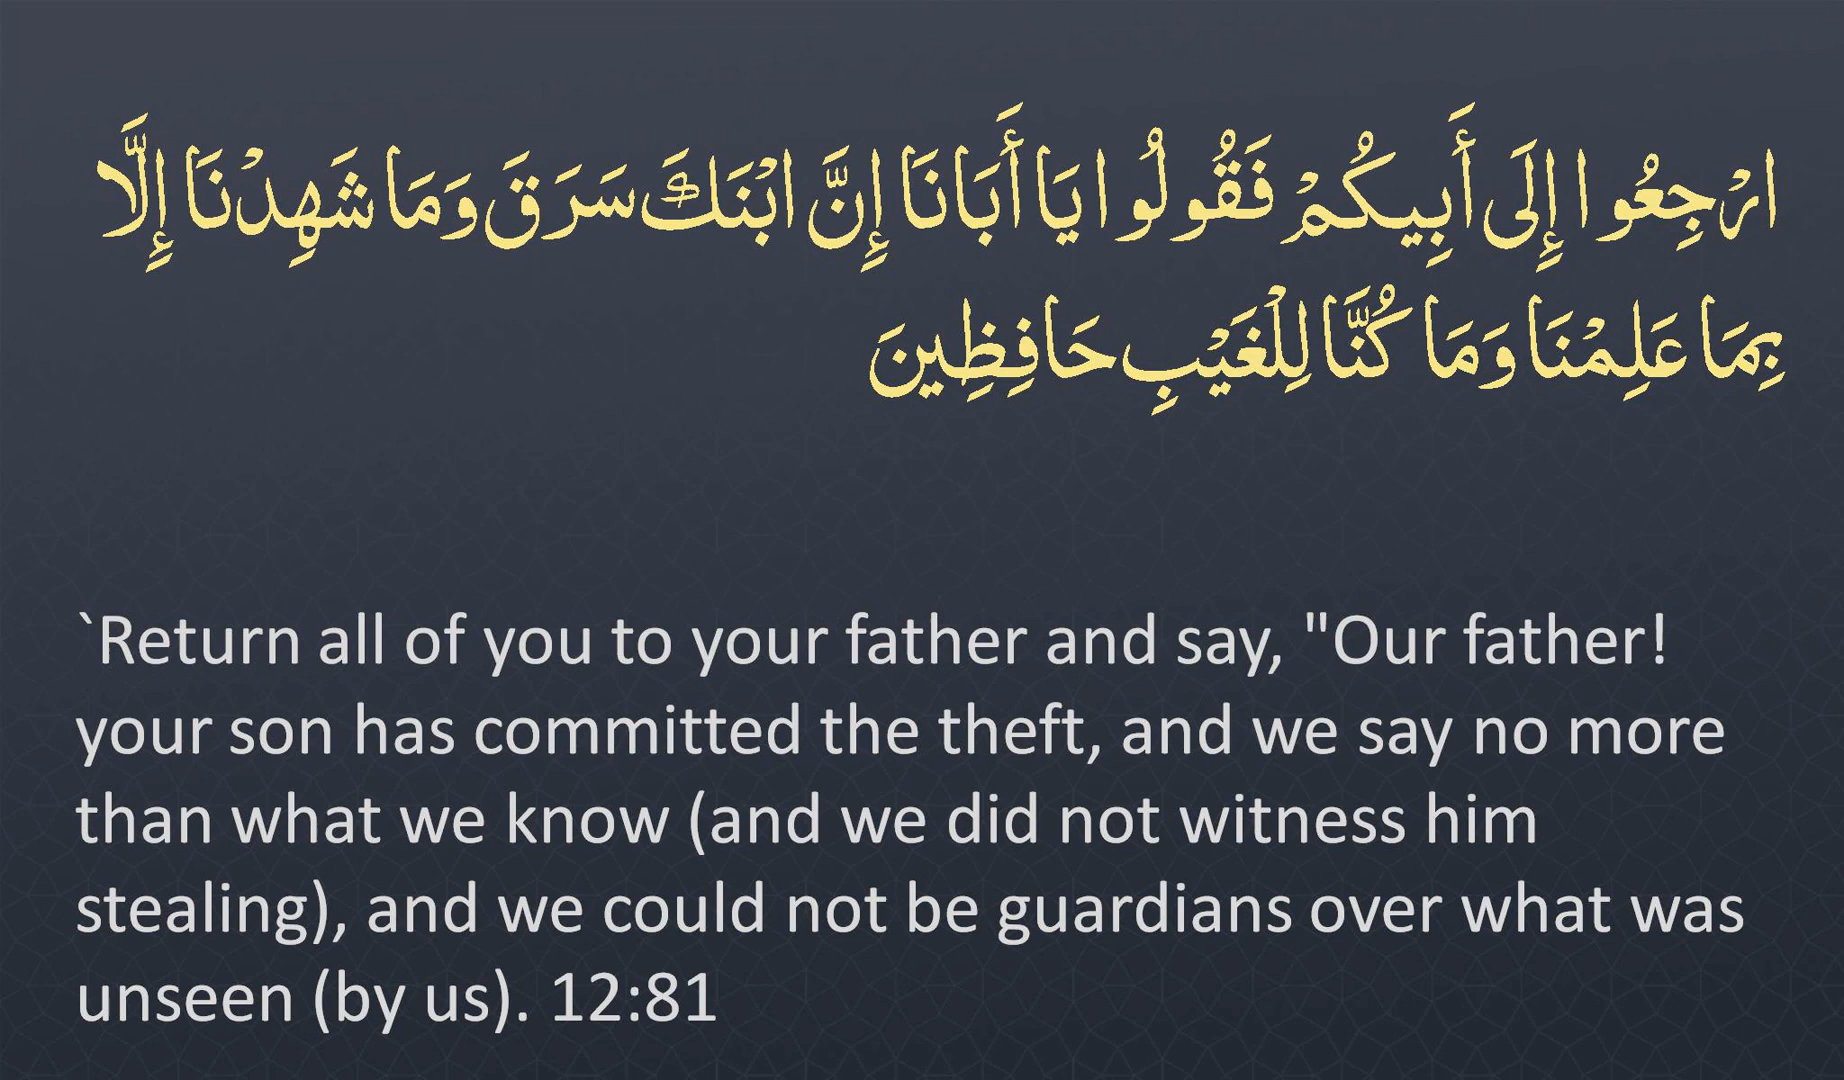 ارْجِعُوا إِلَى أَبِيكُمْ فَقُولُوا يَا أَبَانَا إِنَّ ابْنَكَ سَرَقَ وَمَا شَهِدْنَا إِلَّا
بِمَا عَلِمْنَا وَمَا كُنَّا لِلْغَيْبِ حَافِظِينَ
`Return all of you to your father and say, "Our father!
your son has committed the theft, and we say no more
than what we know (and we did not witness him
stealing), and we could not be guardians over what was
unseen (by us). 12:81